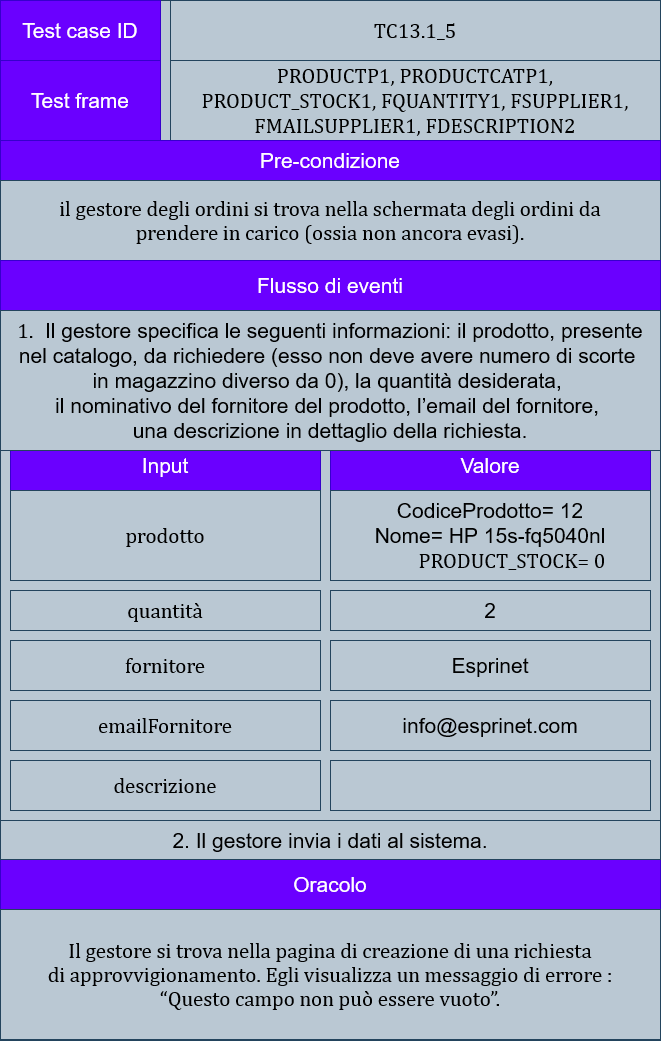 Test case ID
TC13.1_5
Test frame
PRODUCTP1, PRODUCTCATP1,
PRODUCT_STOCK1, FQUANTITY1, FSUPPLIER1,
FMAILSUPPLIER1, FDESCRIPTION2
Pre-condizione
il gestore degli ordini si trova nella schermata degli ordini da
prendere in carico (ossia non ancora evasi).
Flusso di eventi
1. Il gestore specifica le seguenti informazioni: il prodotto, presente
nel catalogo, da richiedere (esso non deve avere numero di scorte
in magazzino diverso da 0), la quantità desiderata,
il nominativo del fornitore del prodotto, l’email del fornitore,
una descrizione in dettaglio della richiesta.
Input
Valore
prodotto
CodiceProdotto= 12
Nome= HP 15s-fq5040nl
PRODUCT_STOCK= 0
quantità
2
fornitore
Esprinet
emailFornitore
info@esprinet.com
descrizione
2. Il gestore invia i dati al sistema.
Oracolo
Il gestore si trova nella pagina di creazione di una richiesta
di approvvigionamento. Egli visualizza un messaggio di errore :
“Questo campo non può essere vuoto”.